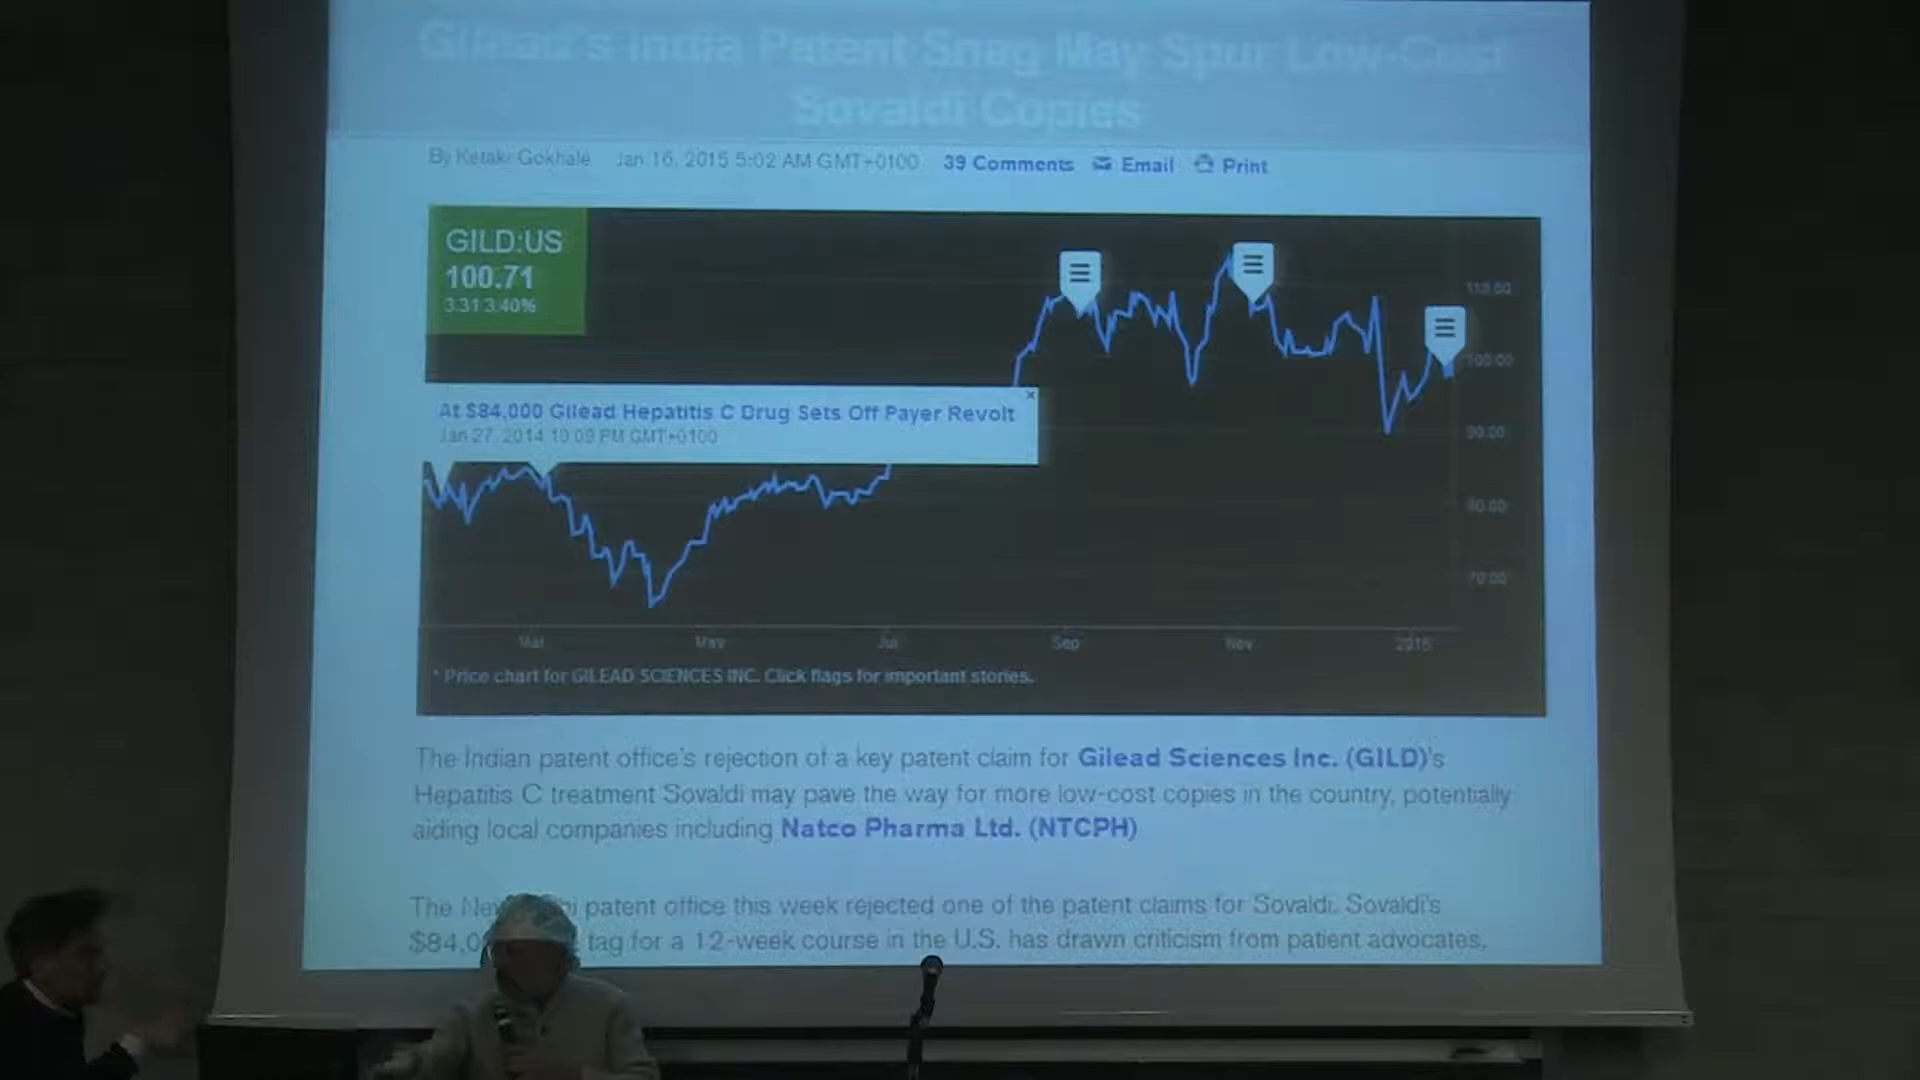 Gilead's India Patent Snag May Spur Low-Cost
Sovaldi Copies
By Ketaki Gokhale Jan 16, 2015 5:02 AM GMT+0100 39 Comments Email Print
GILD:US
100.71
3.31 3.40%
110.00
100.00
90.00
80.00
70.00
At $84,000 Gilead Hepatitis C Drug Sets Off Payer Revolt
Jan 27, 2014 10:09 PM GMT+0100
Mar May Jul Sep Nov 2015
* Price chart for GILEAD SCIENCES INC. Click flags for important stories.
The Indian patent office's rejection of a key patent claim for Gilead Sciences Inc. (GILD)'s
Hepatitis C treatment Sovaldi may pave the way for more low-cost copies in the country, potentially
aiding local companies including Natco Pharma Ltd. (NTCPH)
The patent office this week rejected one of the patent claims for Sovaldi. Sovaldi's
tag for a 12-week course in the U.S. has drawn criticism from patient advocates.